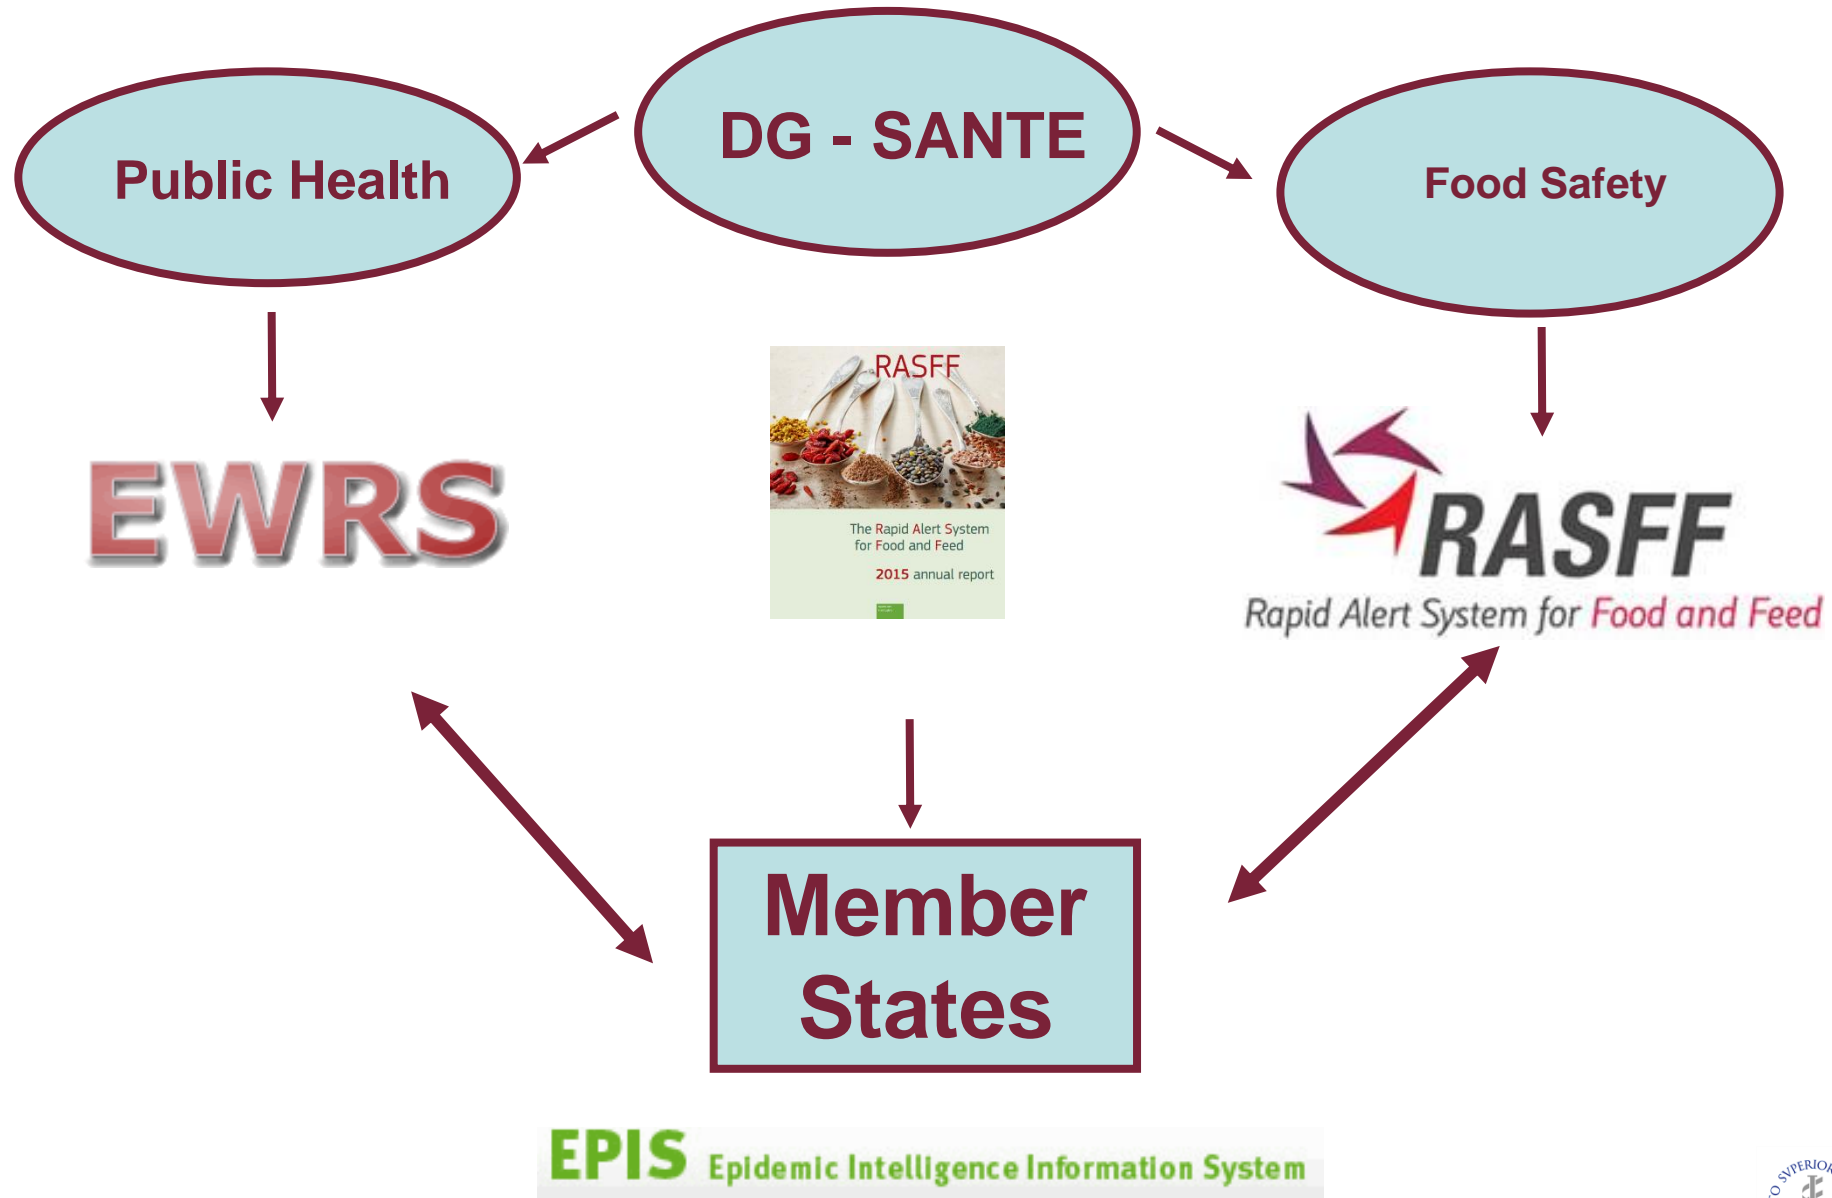 DG - SANTE
Public Health
Food Safety
EWRS
RASFF
The Rapid Alert System
for Food and Feed
2015 annual report
RASFF
Rapid Alert System for Food and Feed
Member
States
EPIS Epidemic Intelligence Information System